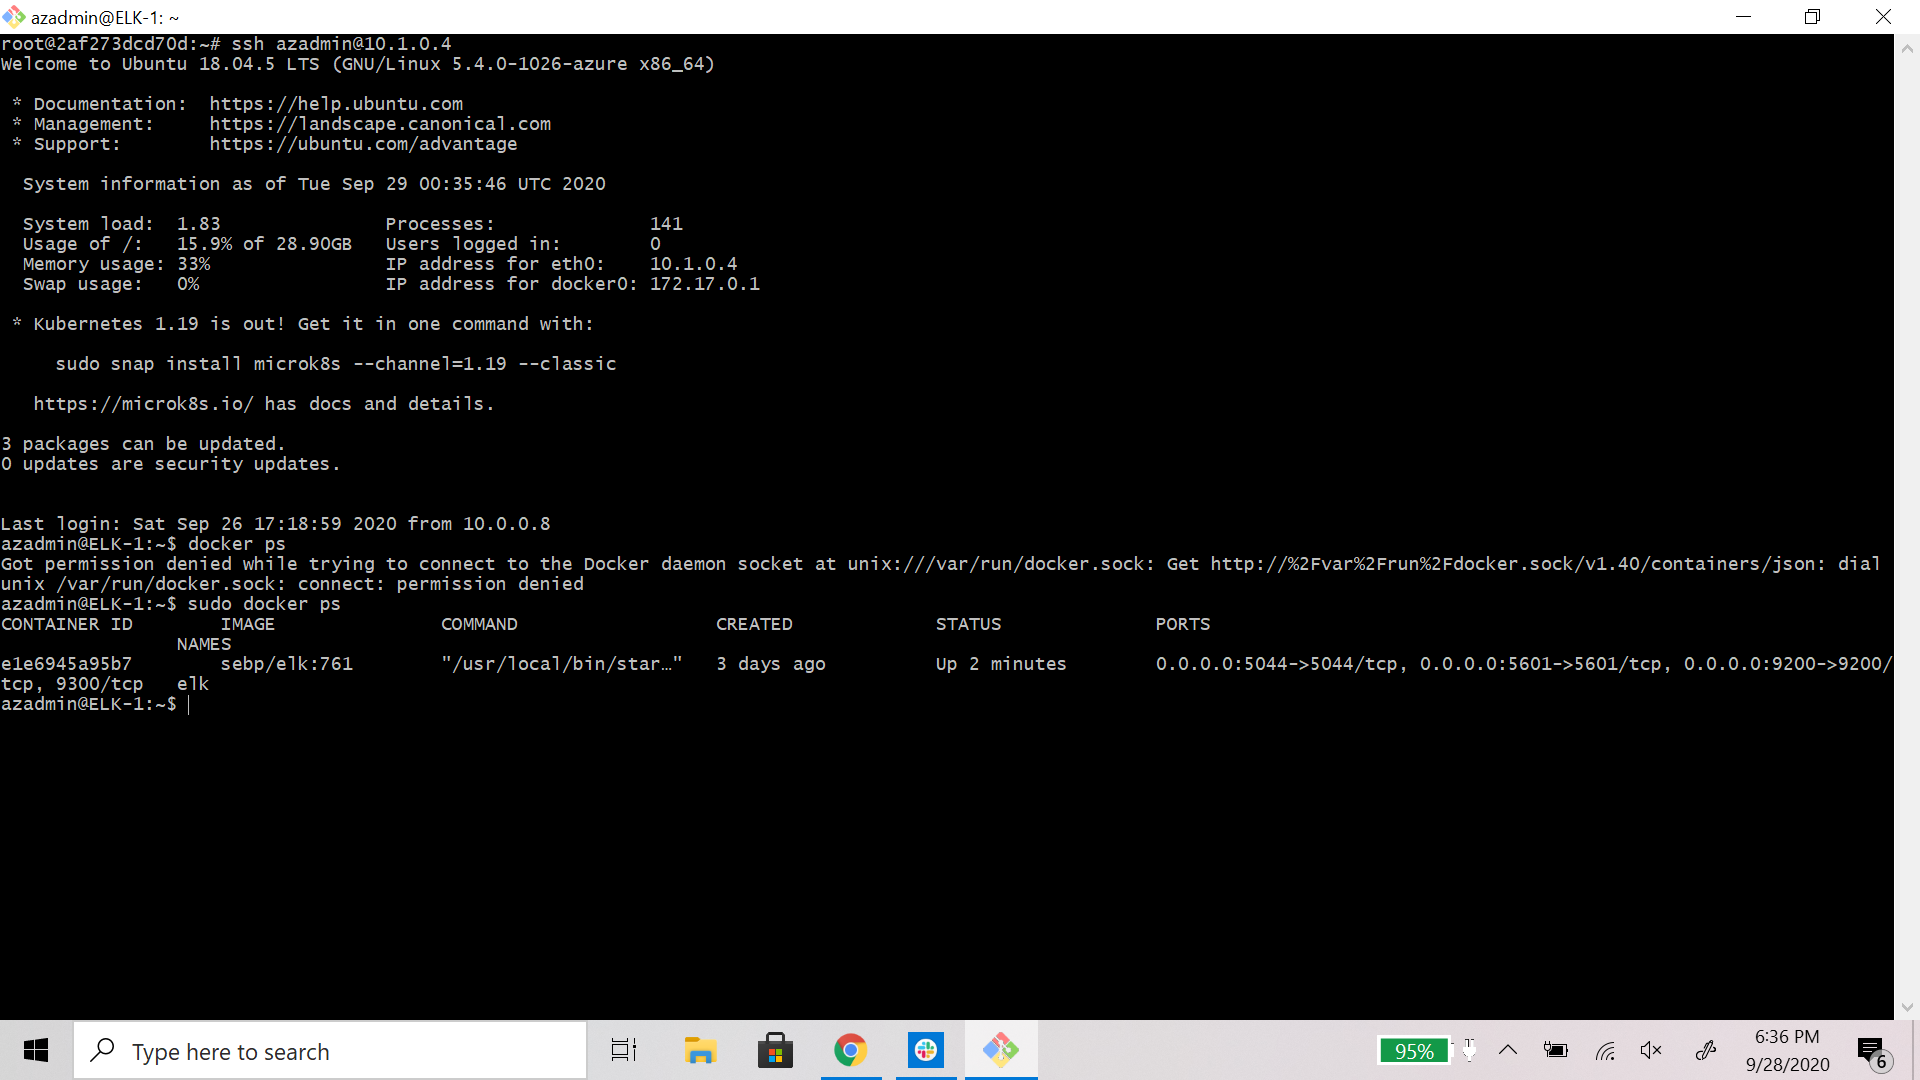 azadmin@ELK-1: ~
root@2af273dcd70d:~# ssh azadmin@10.1.0.4
Welcome to Ubuntu 18.04.5 LTS (GNU/Linux 5.4.0-1026-azure x86_64)
* Documentation:  https://help.ubuntu.com
* Management:     https://landscape.canonical.com
* Support:        https://ubuntu.com/advantage
System information as of Tue Sep 29 00:35:46 UTC 2020
System load:  1.83               Processes:              141
Usage of /:   15.9% of 28.90GB   Users logged in:        0
Memory usage: 33%                IP address for eth0:    10.1.0.4
Swap usage:   0%                 IP address for docker0: 172.17.0.1
* Kubernetes 1.19 is out! Get it in one command with:
sudo snap install microk8s --channel=1.19 --classic
https://microk8s.io/ has docs and details.
3 packages can be updated.
0 updates are security updates.
Last login: Sat Sep 26 17:18:59 2020 from 10.0.0.8
azadmin@ELK-1:~$ docker ps
Got permission denied while trying to connect to the Docker daemon socket at unix:///var/run/docker.sock: Get http://%2Fvar%2Frun%2Fdocker.sock/v1.40/containers/json: dial
unix /var/run/docker.sock: connect: permission denied
azadmin@ELK-1:~$ sudo docker ps
CONTAINER ID        IMAGE               COMMAND                  CREATED             STATUS              PORTS
NAMES
e1e6945a95b7        sebp/elk:761        "/usr/local/bin/star…"   3 days ago          Up 2 minutes        0.0.0.0:5044->5044/tcp, 0.0.0.0:5601->5601/tcp, 0.0.0.0:9200->9200/
tcp, 9300/tcp   elk
azadmin@ELK-1:~$
Type here to search
95%
6:36 PM
9/28/2020
6